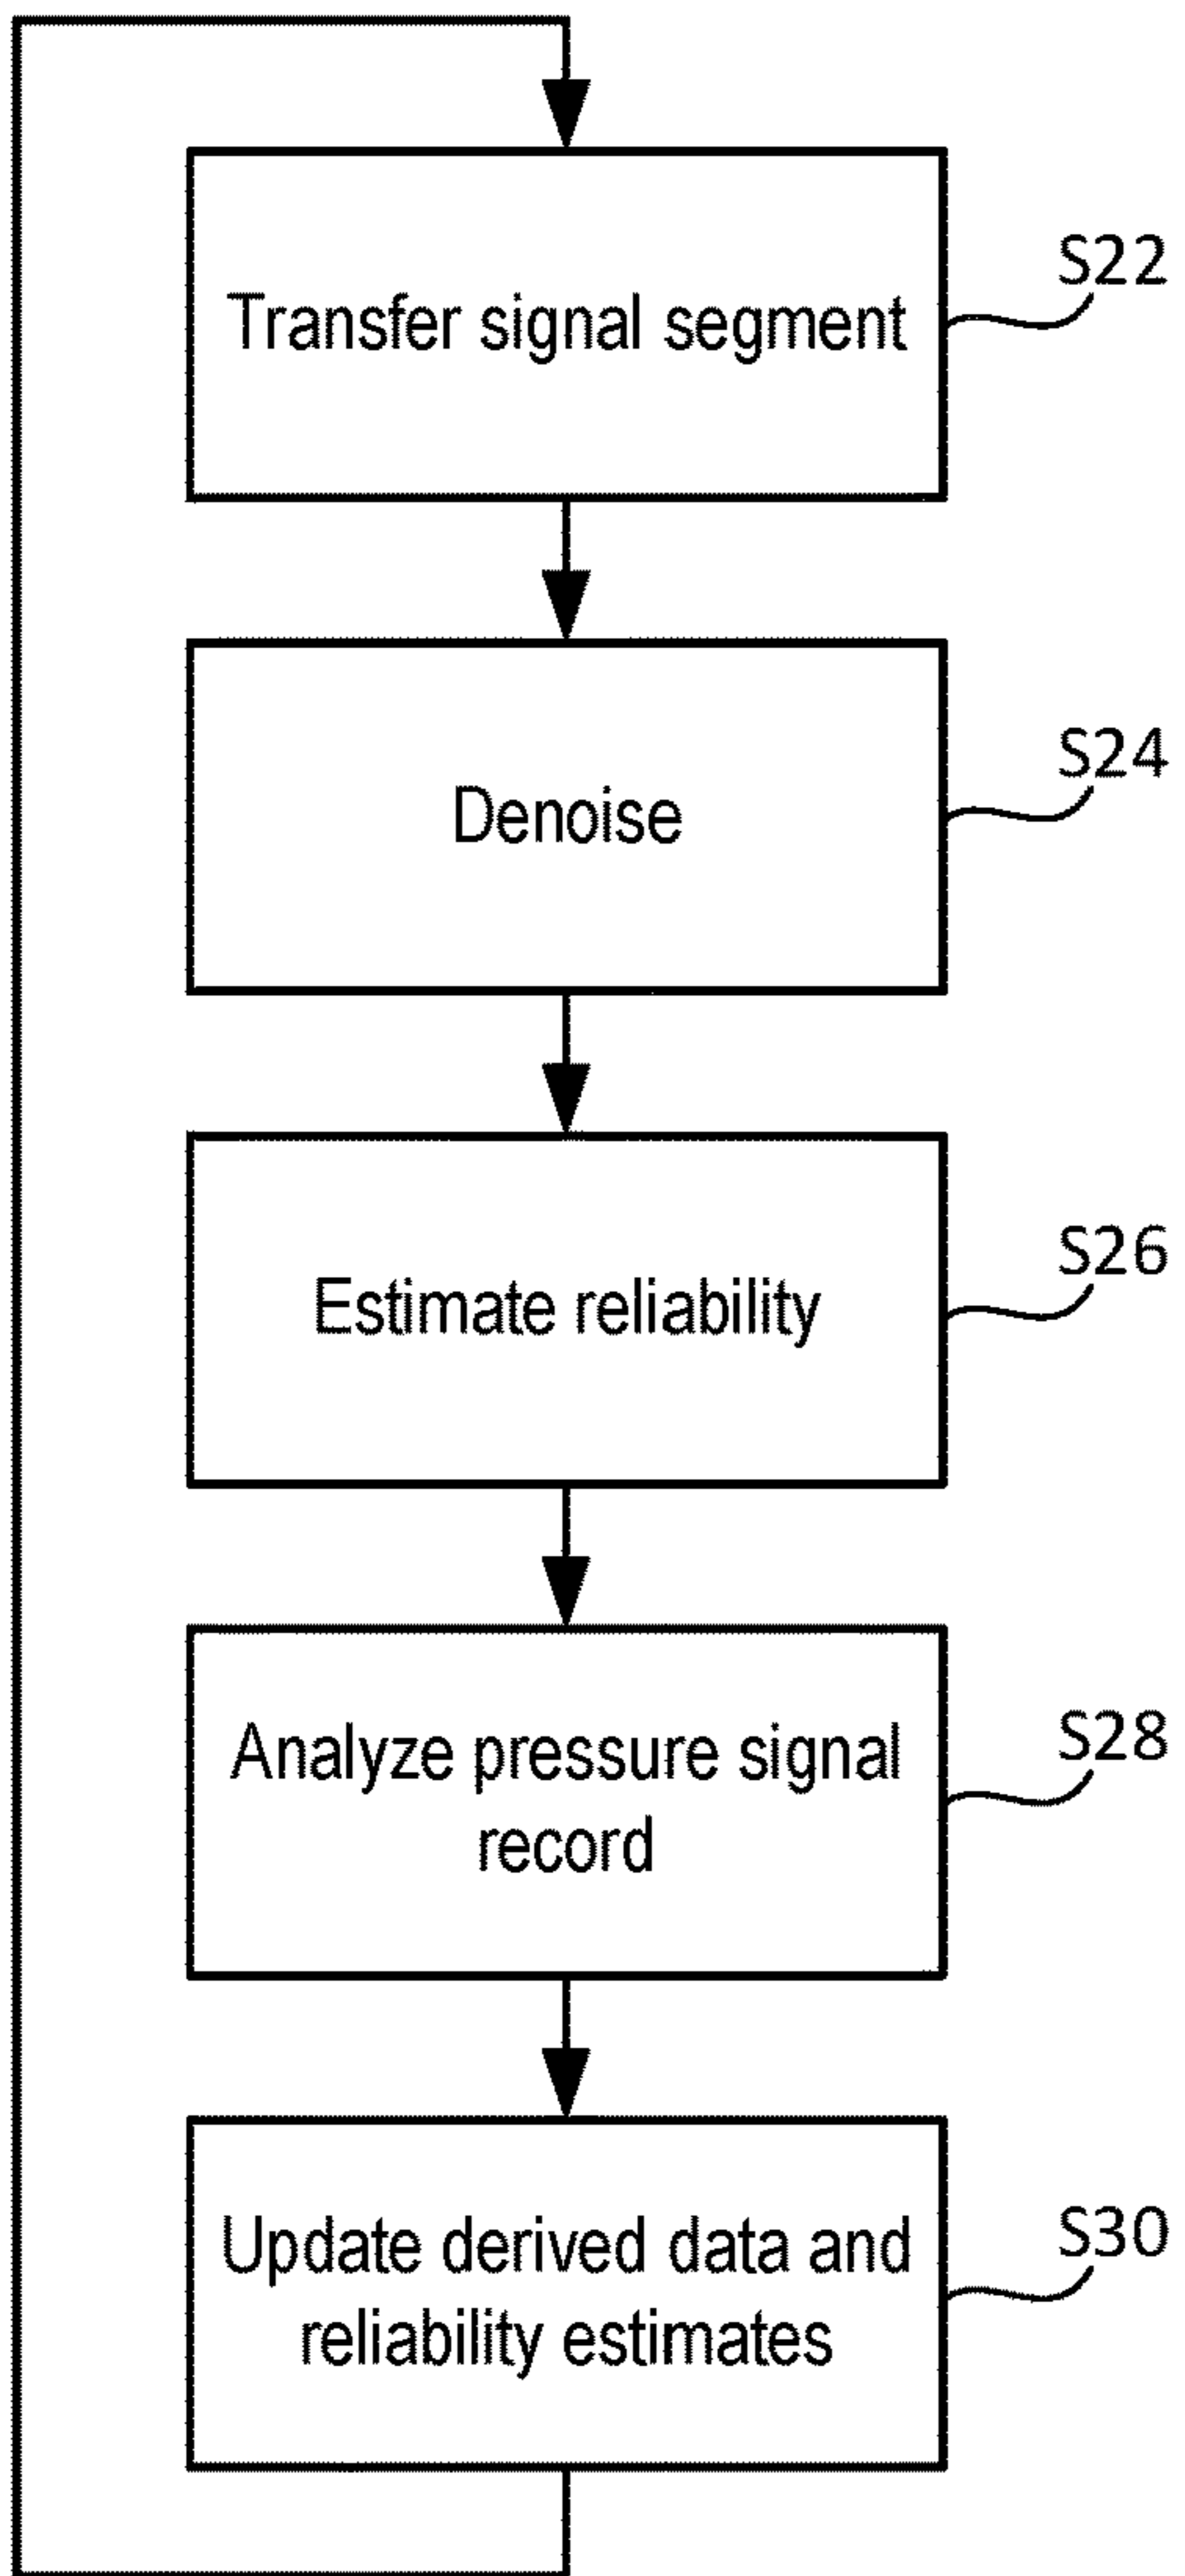 S22
Transfer signal segment
S24
Denoise
S26
Estimate reliability
S28
Analyze pressure signal
record
S30
Update derived data and
reliability estimates